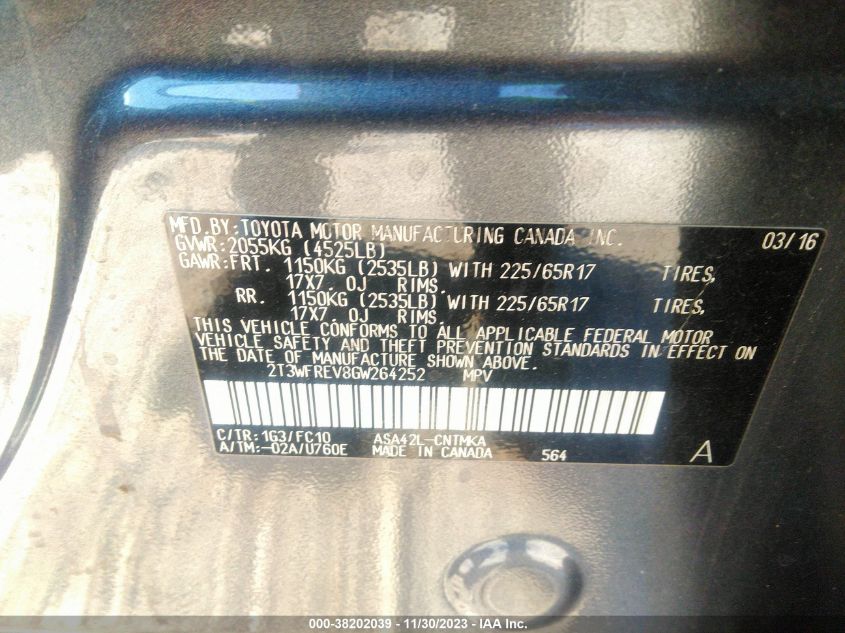 MFD.BY:TOYOTA MOTOR MANUFACTURING CANADA INC. 03/16
GVWR:2055KG (4525LB)
GAWR:FRT. 1150KG (2535LB) WITH 225/65R17 TIRES,
17X7.0J RIMS.
RR. 1150KG (2535LB) WITH 225/65R17 TIRES,
17X7.0J RIMS.
THIS VEHICLE CONFORMS TO ALL APPLICABLE FEDERAL MOTOR
VEHICLE SAFETY AND THEFT PREVENTION STANDARDS IN EFFECT ON
THE DATE OF MANUFACTURE SHOWN ABOVE.
2T3WFREV8GW264252 MPV
C/TR:1G3/FC10 ASA42L-CNTMKA
A/TM:-02A/U760E MADE IN CANADA 564 A
000-38202039 - 11/30/2023 - IAA Inc.